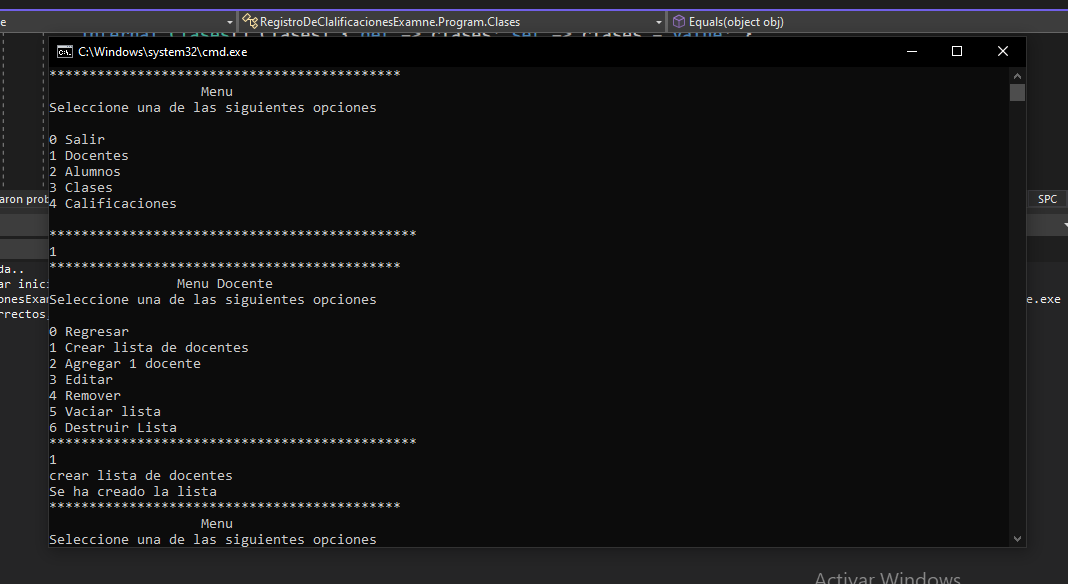 e RegistroDeClalificacionesExamne.Program.Clases Equals(object obj)
C:\Windows\system32\cmd.exe
********************************************
Menu
Seleccione una de las siguientes opciones
0 Salir
1 Docentes
2 Alumnos
3 Clases
aron prob SPC
4 Calificaciones
**********************************************
1
********************************************
da..
Menu Docente
ar inic
onesExa e.exe
Seleccione una de las siguientes opciones
rrectos
0 Regresar
1 Crear lista de docentes
2 Agregar 1 docente
3 Editar
4 Remover
5 Vaciar lista
6 Destruir Lista
**********************************************
1
crear lista de docentes
Se ha creado la lista
********************************************
Menu
Seleccione una de las siguientes opciones
Activar Windows